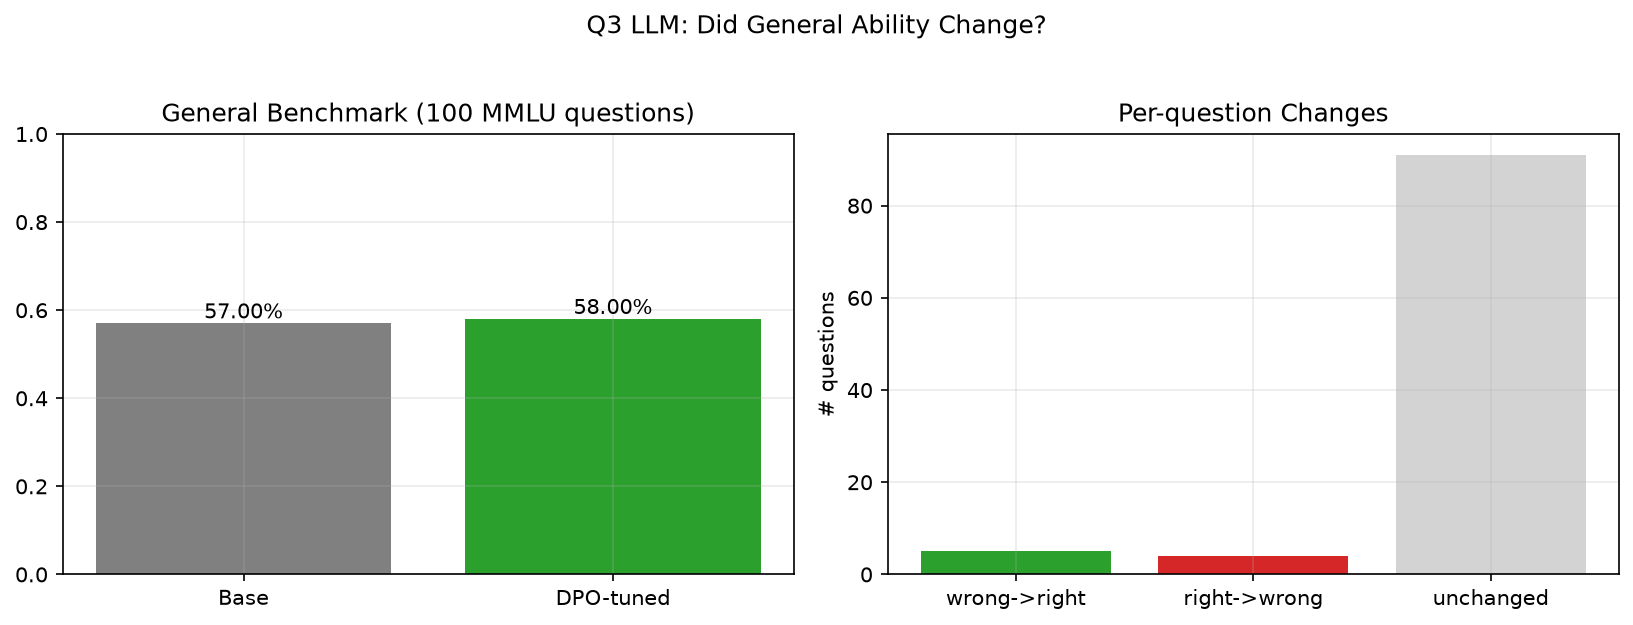 Q3 LLM: Did General Ability Change?
General Benchmark (100 MMLU questions)
1.0
0.8
0.6
0.4
0.2
0.0
57.00%
58.00%
Base
DPO-tuned
Per-question Changes
# questions
80
60
40
20
0
wrong->right
right->wrong
unchanged